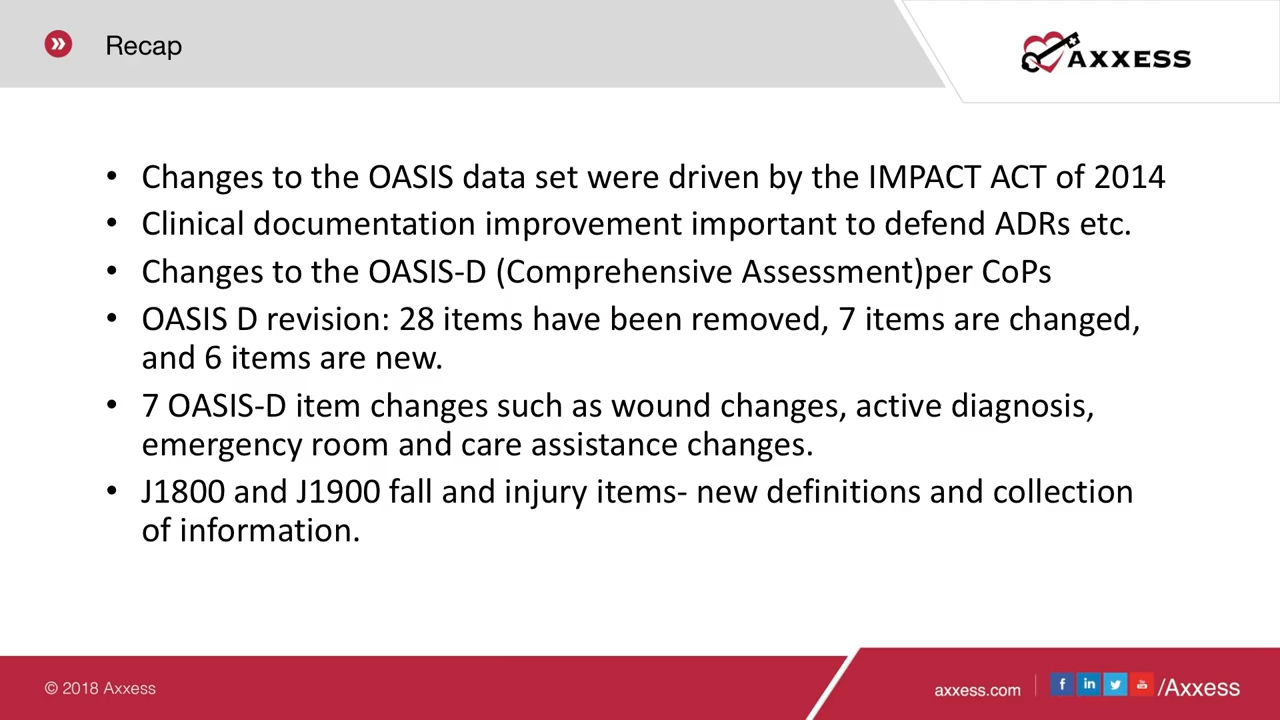 Recap
AXXESS
• Changes to the OASIS data set were driven by the IMPACT ACT of 2014
• Clinical documentation improvement important to defend ADRs etc.
• Changes to the OASIS-D (Comprehensive Assessment)per CoPs
• OASIS D revision: 28 items have been removed, 7 items are changed,
and 6 items are new.
• 7 OASIS-D item changes such as wound changes, active diagnosis,
emergency room and care assistance changes.
• J1800 and J1900 fall and injury items- new definitions and collection
of information.
© 2018 Axxess
axxess.com
/Axxess